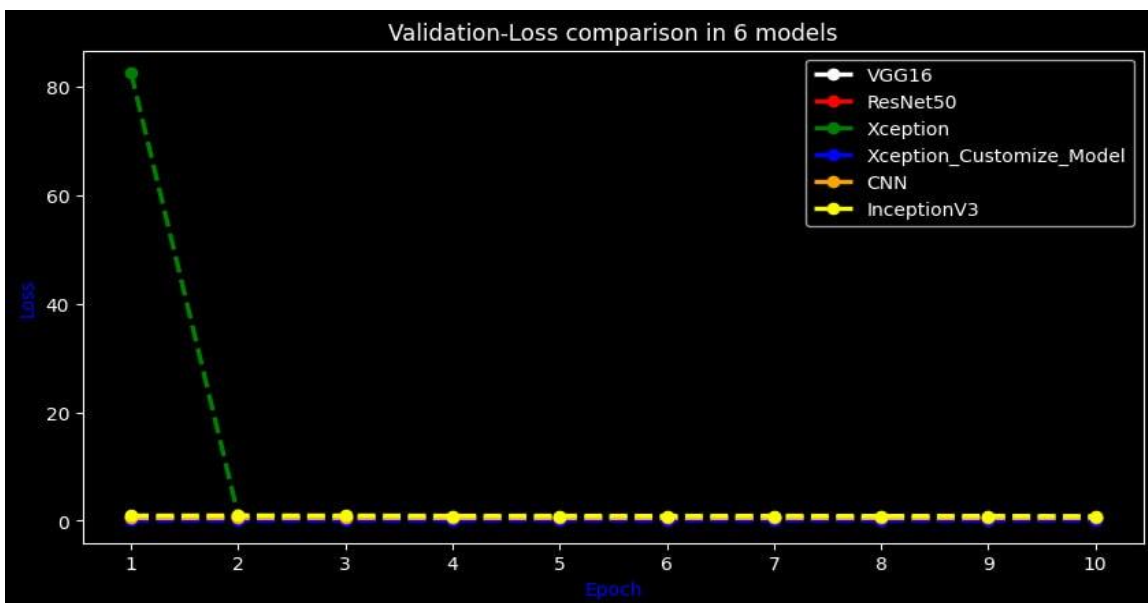 Validation-Loss comparison in 6 models
VGG16
ResNet50
Xception
Xception_Customize_Model
CNN
InceptionV3
80
60
40
20
0
Loss
1 2 3 4 5 6 7 8 9 10
Epoch